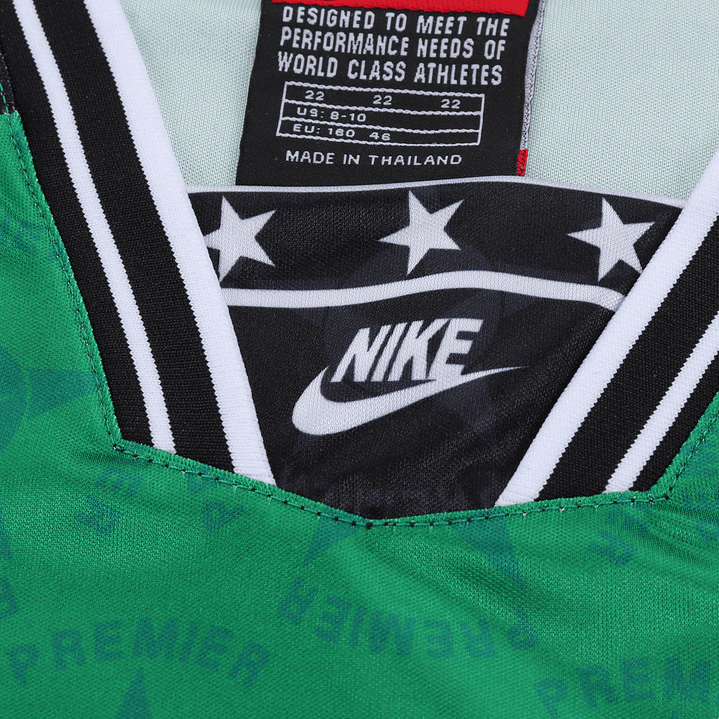 DESIGNED TO MEET THE
PERFORMANCE NEEDS OF
WORLD CLASS ATHLETES
22 22 22
US: 8-10
EU: 160 46
MADE IN THAILAND
NIKE
PREMIER
PREMIER
PREM